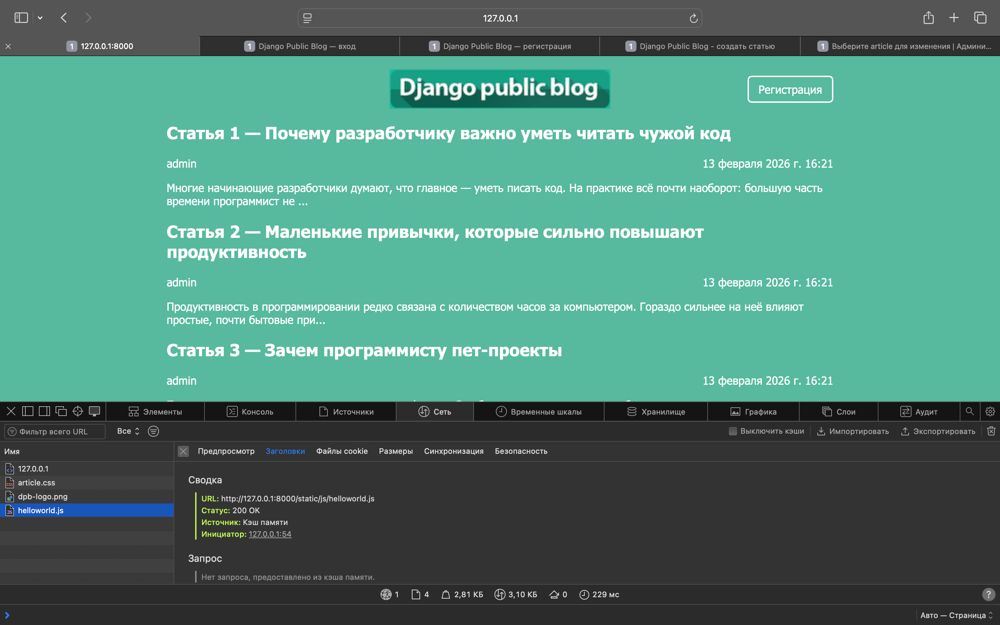 127.0.0.1
1 127.0.0.1:8000
1 Django Public Blog — вход
1 Django Public Blog — регистрация
1 Django Public Blog - создать статью
1 Выберите article для изменения | Админи...
Django public blog
Регистрация
Статья 1 — Почему разработчику важно уметь читать чужой код
admin
13 февраля 2026 г. 16:21
Многие начинающие разработчики думают, что главное — уметь писать код. На практике всё почти наоборот: большую часть
времени программист не ...
Статья 2 — Маленькие привычки, которые сильно повышают
продуктивность
admin
13 февраля 2026 г. 16:21
Продуктивность в программировании редко связана с количеством часов за компьютером. Гораздо сильнее на неё влияют
простые, почти бытовые при...
Статья 3 — Зачем программисту пет-проекты
admin
13 февраля 2026 г. 16:21
Элементы
Консоль
Источники
Сеть
Временные шкалы
Хранилище
Графика
Слои
Аудит
Фильтр всего URL
Все
Выключить кэши
Импортировать
Экспортировать
Имя
Предпросмотр
Заголовки
Файлы cookie
Размеры
Синхронизация
Безопасность
127.0.0.1
CSS article.css
dpb-logo.png
JS helloworld.js
Сводка
URL: http://127.0.0.1:8000/static/js/helloworld.js
Статус: 200 OK
Источник: Кэш памяти
Инициатор: 127.0.0.1:54
Запрос
Нет запроса, предоставлено из кэша памяти.
1
4
2,81 КБ
3,10 КБ
0
229 мс
?
Авто — Страница